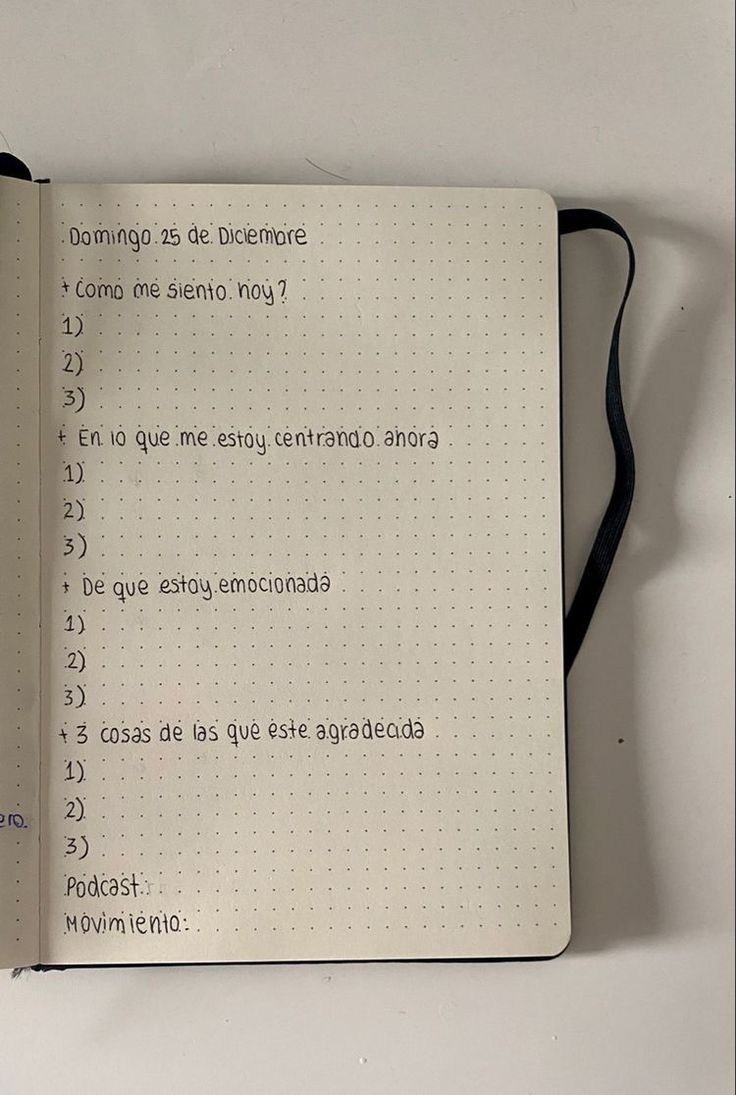 Domingo 25 de Diciembre
+ Como me siento hoy?
1)
2)
3)
+ En lo que me estoy centrando ahora
1)
2)
3)
+ De que estoy emocionada
1)
2)
3)
+ 3 cosas de las que este agradecida
1)
2)
3)
Podcast:
Movimiento: